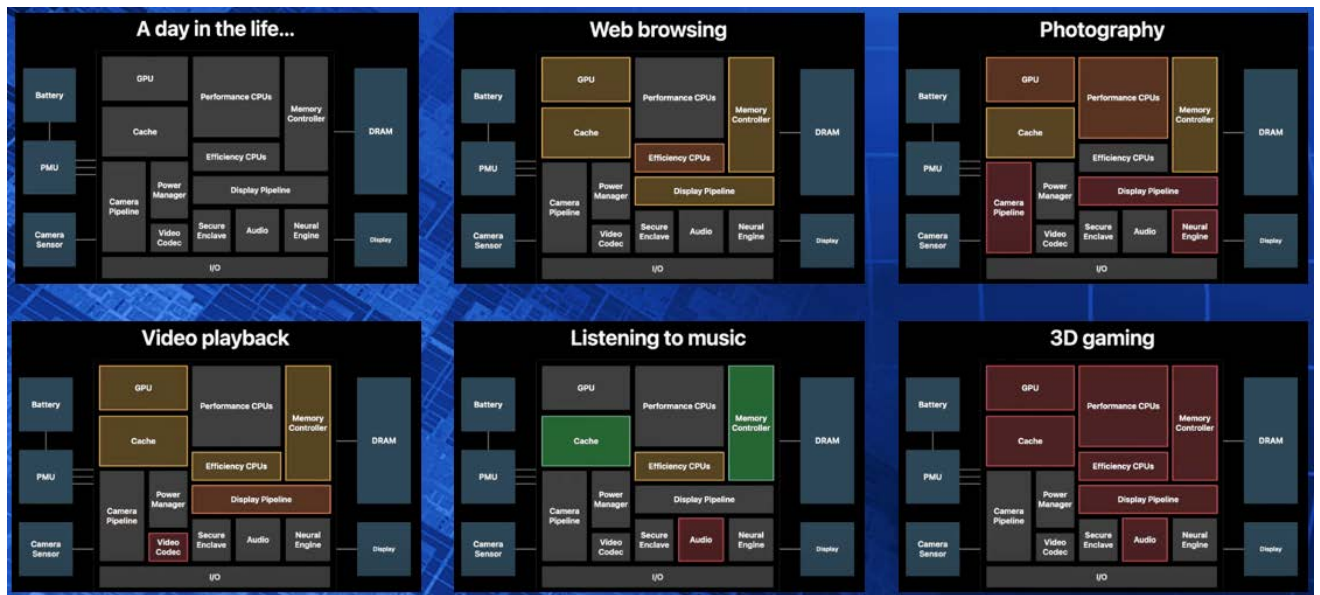 A day in the life...
GPU
Performance CPUs
Battery
Memory
Controller
Cache
DRAM
Efficiency CPUs
PMU
Power
Manager
Display Pipeline
Camera
Pipeline
Camera
Sensor
Video
Codec
Secure
Enclave
Audio
Neural
Engine
Display
I/O
Web browsing
GPU
Performance CPUs
Battery
Memory
Controller
Cache
DRAM
Efficiency CPUs
PMU
Power
Manager
Display Pipeline
Camera
Pipeline
Camera
Sensor
Video
Codec
Secure
Enclave
Audio
Neural
Engine
Display
I/O
Photography
GPU
Performance CPUs
Battery
Memory
Controller
Cache
DRAM
Efficiency CPUs
PMU
Power
Manager
Display Pipeline
Camera
Pipeline
Camera
Sensor
Video
Codec
Secure
Enclave
Audio
Neural
Engine
Display
I/O
Video playback
GPU
Performance CPUs
Battery
Memory
Controller
Cache
DRAM
Efficiency CPUs
PMU
Power
Manager
Display Pipeline
Camera
Pipeline
Camera
Sensor
Video
Codec
Secure
Enclave
Audio
Neural
Engine
Display
I/O
Listening to music
GPU
Performance CPUs
Battery
Memory
Controller
Cache
DRAM
Efficiency CPUs
PMU
Power
Manager
Display Pipeline
Camera
Pipeline
Camera
Sensor
Video
Codec
Secure
Enclave
Audio
Neural
Engine
Display
I/O
3D gaming
GPU
Performance CPUs
Battery
Memory
Controller
Cache
DRAM
Efficiency CPUs
PMU
Power
Manager
Display Pipeline
Camera
Pipeline
Camera
Sensor
Video
Codec
Secure
Enclave
Audio
Neural
Engine
Display
I/O